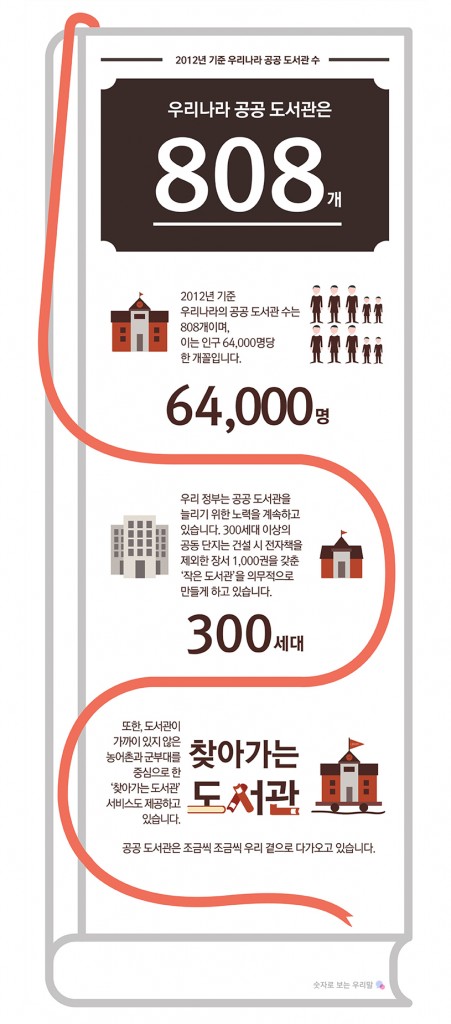 2012년 기준 우리나라 공공 도서관 수
우리나라 공공 도서관은
808개
2012년 기준
우리나라의 공공 도서관 수는
808개이며,
이는 인구 64,000명당
한 개꼴입니다.
64,000명
우리 정부는 공공 도서관을
늘리기 위한 노력을 계속하고
있습니다. 300세대 이상의
공동 단지는 건설 시 전자책을
제외한 장서 1,000권을 갖춘
'작은 도서관'을 의무적으로
만들게 하고 있습니다.
300세대
또한, 도서관이
가까이 있지 않은
농어촌과 군부대를
중심으로 한
'찾아가는 도서관'
서비스도 제공하고
있습니다.
찾아가는
도서관
공공 도서관은 조금씩 조금씩 우리 곁으로 다가오고 있습니다.
숫자로 보는 우리말